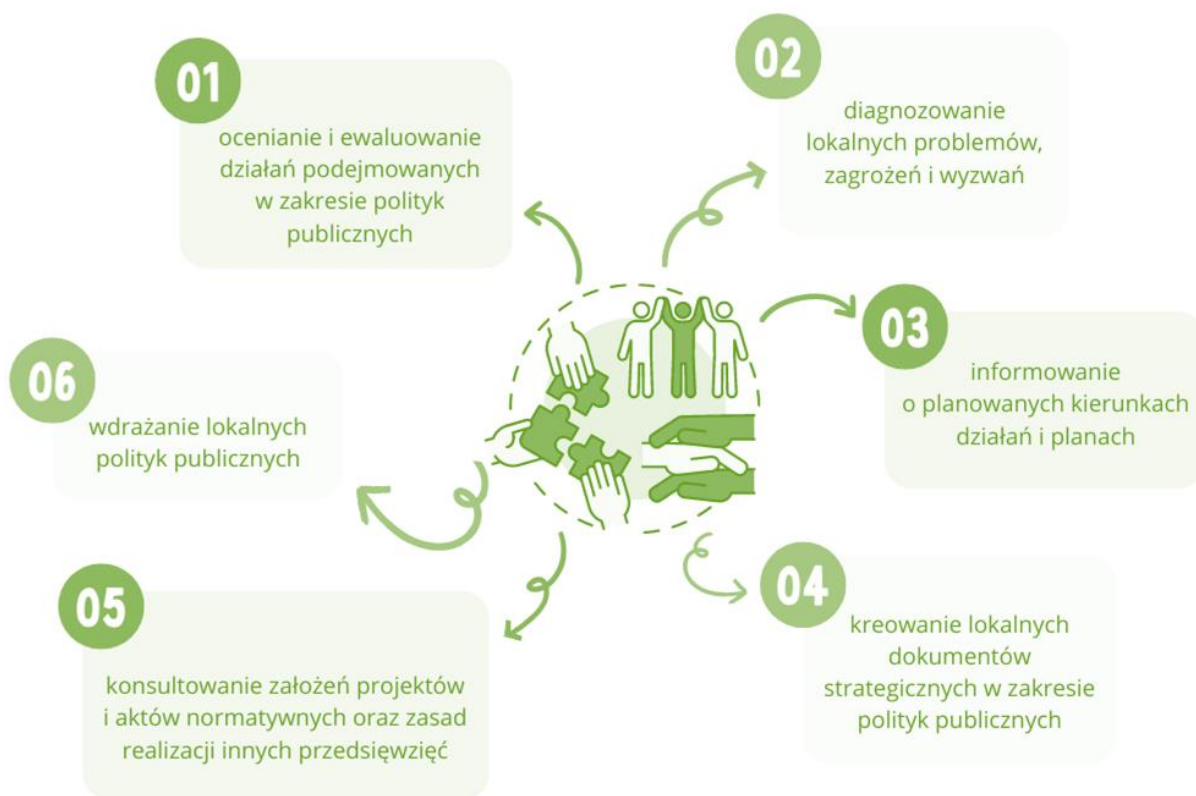 01
ocenianie i ewaluowanie
działań podejmowanych
w zakresie polityk
publicznych
02
diagnozowanie
lokalnych problemów,
zagrożeń i wyzwań
03
informowanie
o planowanych kierunkach
działań i planach
04
kreowanie lokalnych
dokumentów
strategicznych w zakresie
polityk publicznych
05
konsultowanie założeń projektów
i aktów normatywnych oraz zasad
realizacji innych przedsięwzięć
06
wdrażanie lokalnych
polityk publicznych